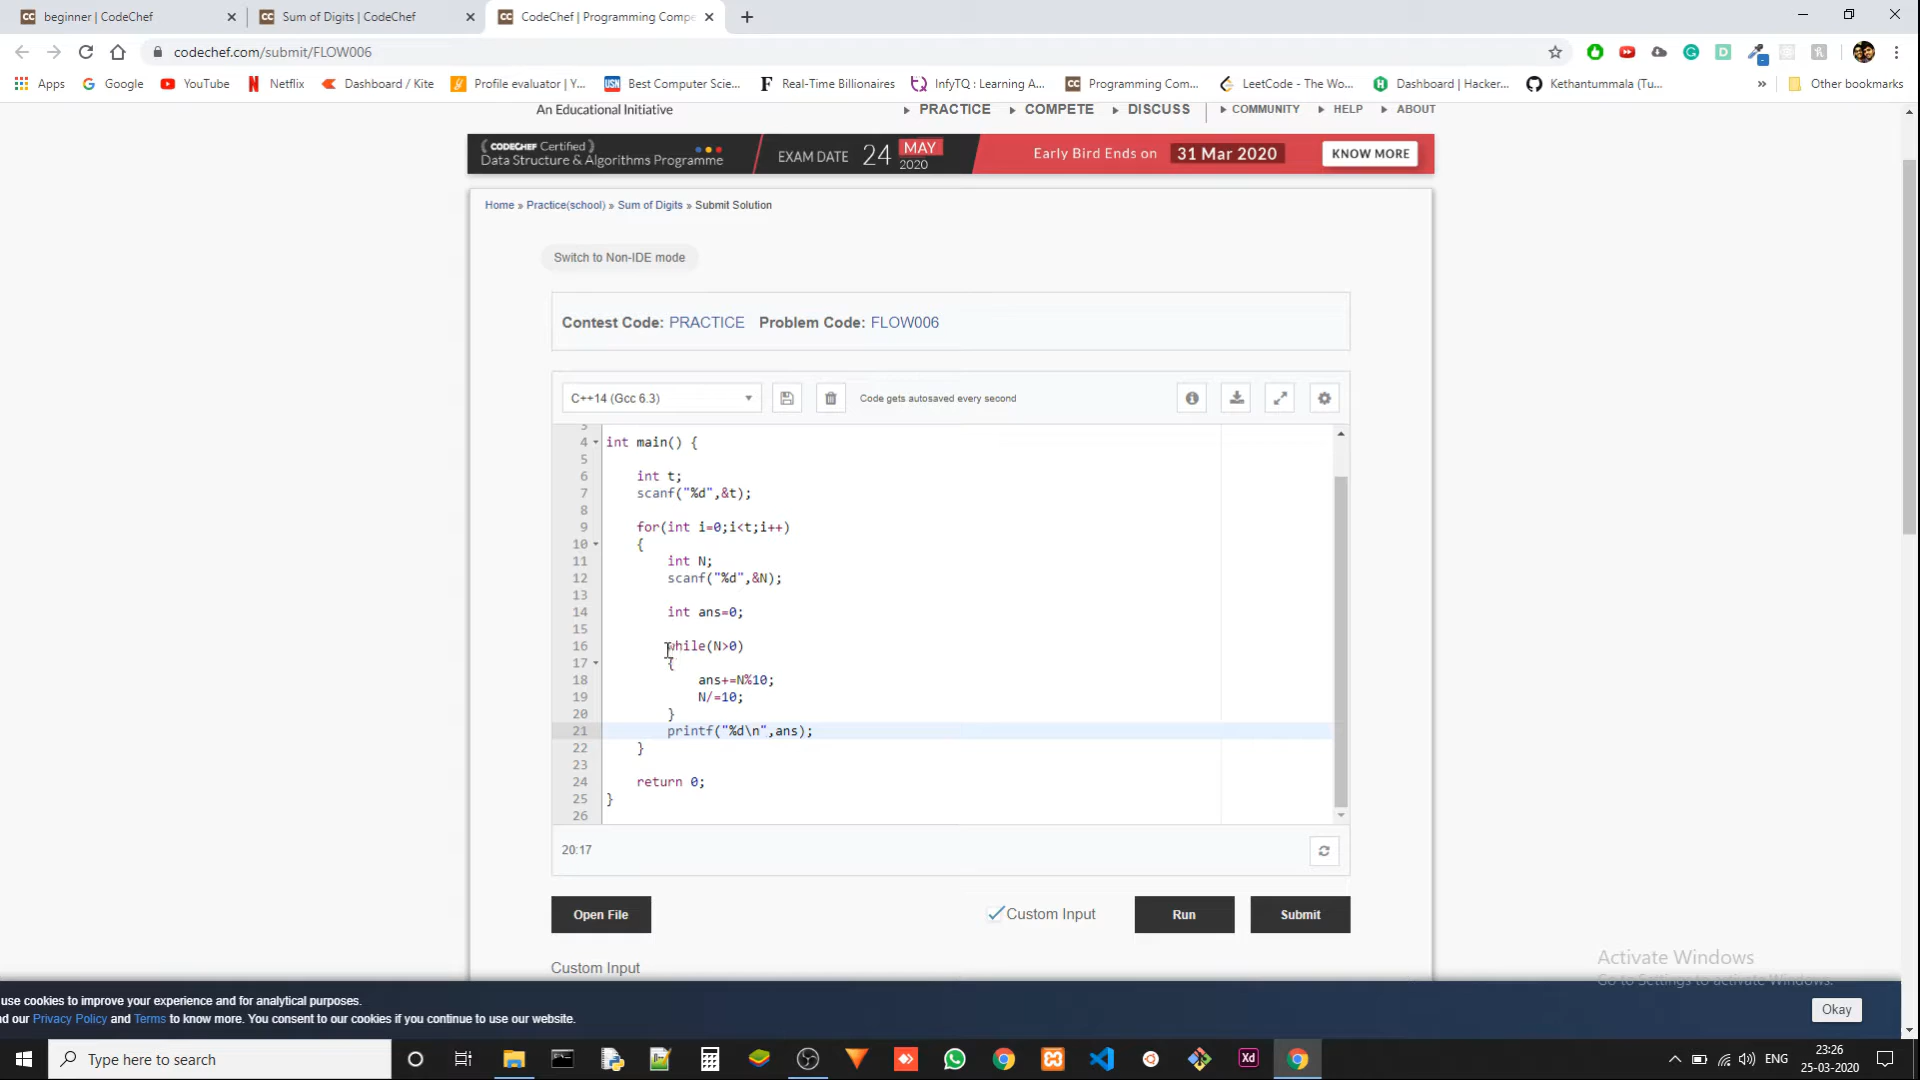 beginner | CodeChef
Sum of Digits | CodeChef
CodeChef | Programming Compe
codechef.com/submit/FLOW006
Apps
Google
YouTube
Netflix
Dashboard / Kite
Profile evaluator | Y...
Best Computer Scie...
Real-Time Billionaires
InfyTQ : Learning A...
Programming Com...
LeetCode - The Wo...
Dashboard | Hacker...
Kethantummala (Tu...
» Other bookmarks
An Educational Initiative
PRACTICE COMPETE DISCUSS COMMUNITY HELP ABOUT
CODECHEF Certified
Data Structure & Algorithms Programme
EXAM DATE 24 MAY 2020
Early Bird Ends on 31 Mar 2020
KNOW MORE
Home » Practice(school) » Sum of Digits » Submit Solution
Switch to Non-IDE mode
Contest Code: PRACTICE Problem Code: FLOW006
C++14 (Gcc 6.3)
Code gets autosaved every second
3
4 int main() {
5
6 int t;
7 scanf("%d",&t);
8
9 for(int i=0;i<t;i++)
10 {
11 int N;
12 scanf("%d",&N);
13
14 int ans=0;
15
16 while(N>0)
17 {
18 ans+=N%10;
19 N/=10;
20 }
21 printf("%d\n",ans);
22 }
23
24 return 0;
25 }
26
20:17
Open File
Custom Input
Run
Submit
Custom Input
Activate Windows
Go to Settings to activate Windows.
use cookies to improve your experience and for analytical purposes.
Privacy Policy and Terms to know more. You consent to our cookies if you continue to use our website.
Okay
Type here to search
Xd
ENG
23:26
25-03-2020